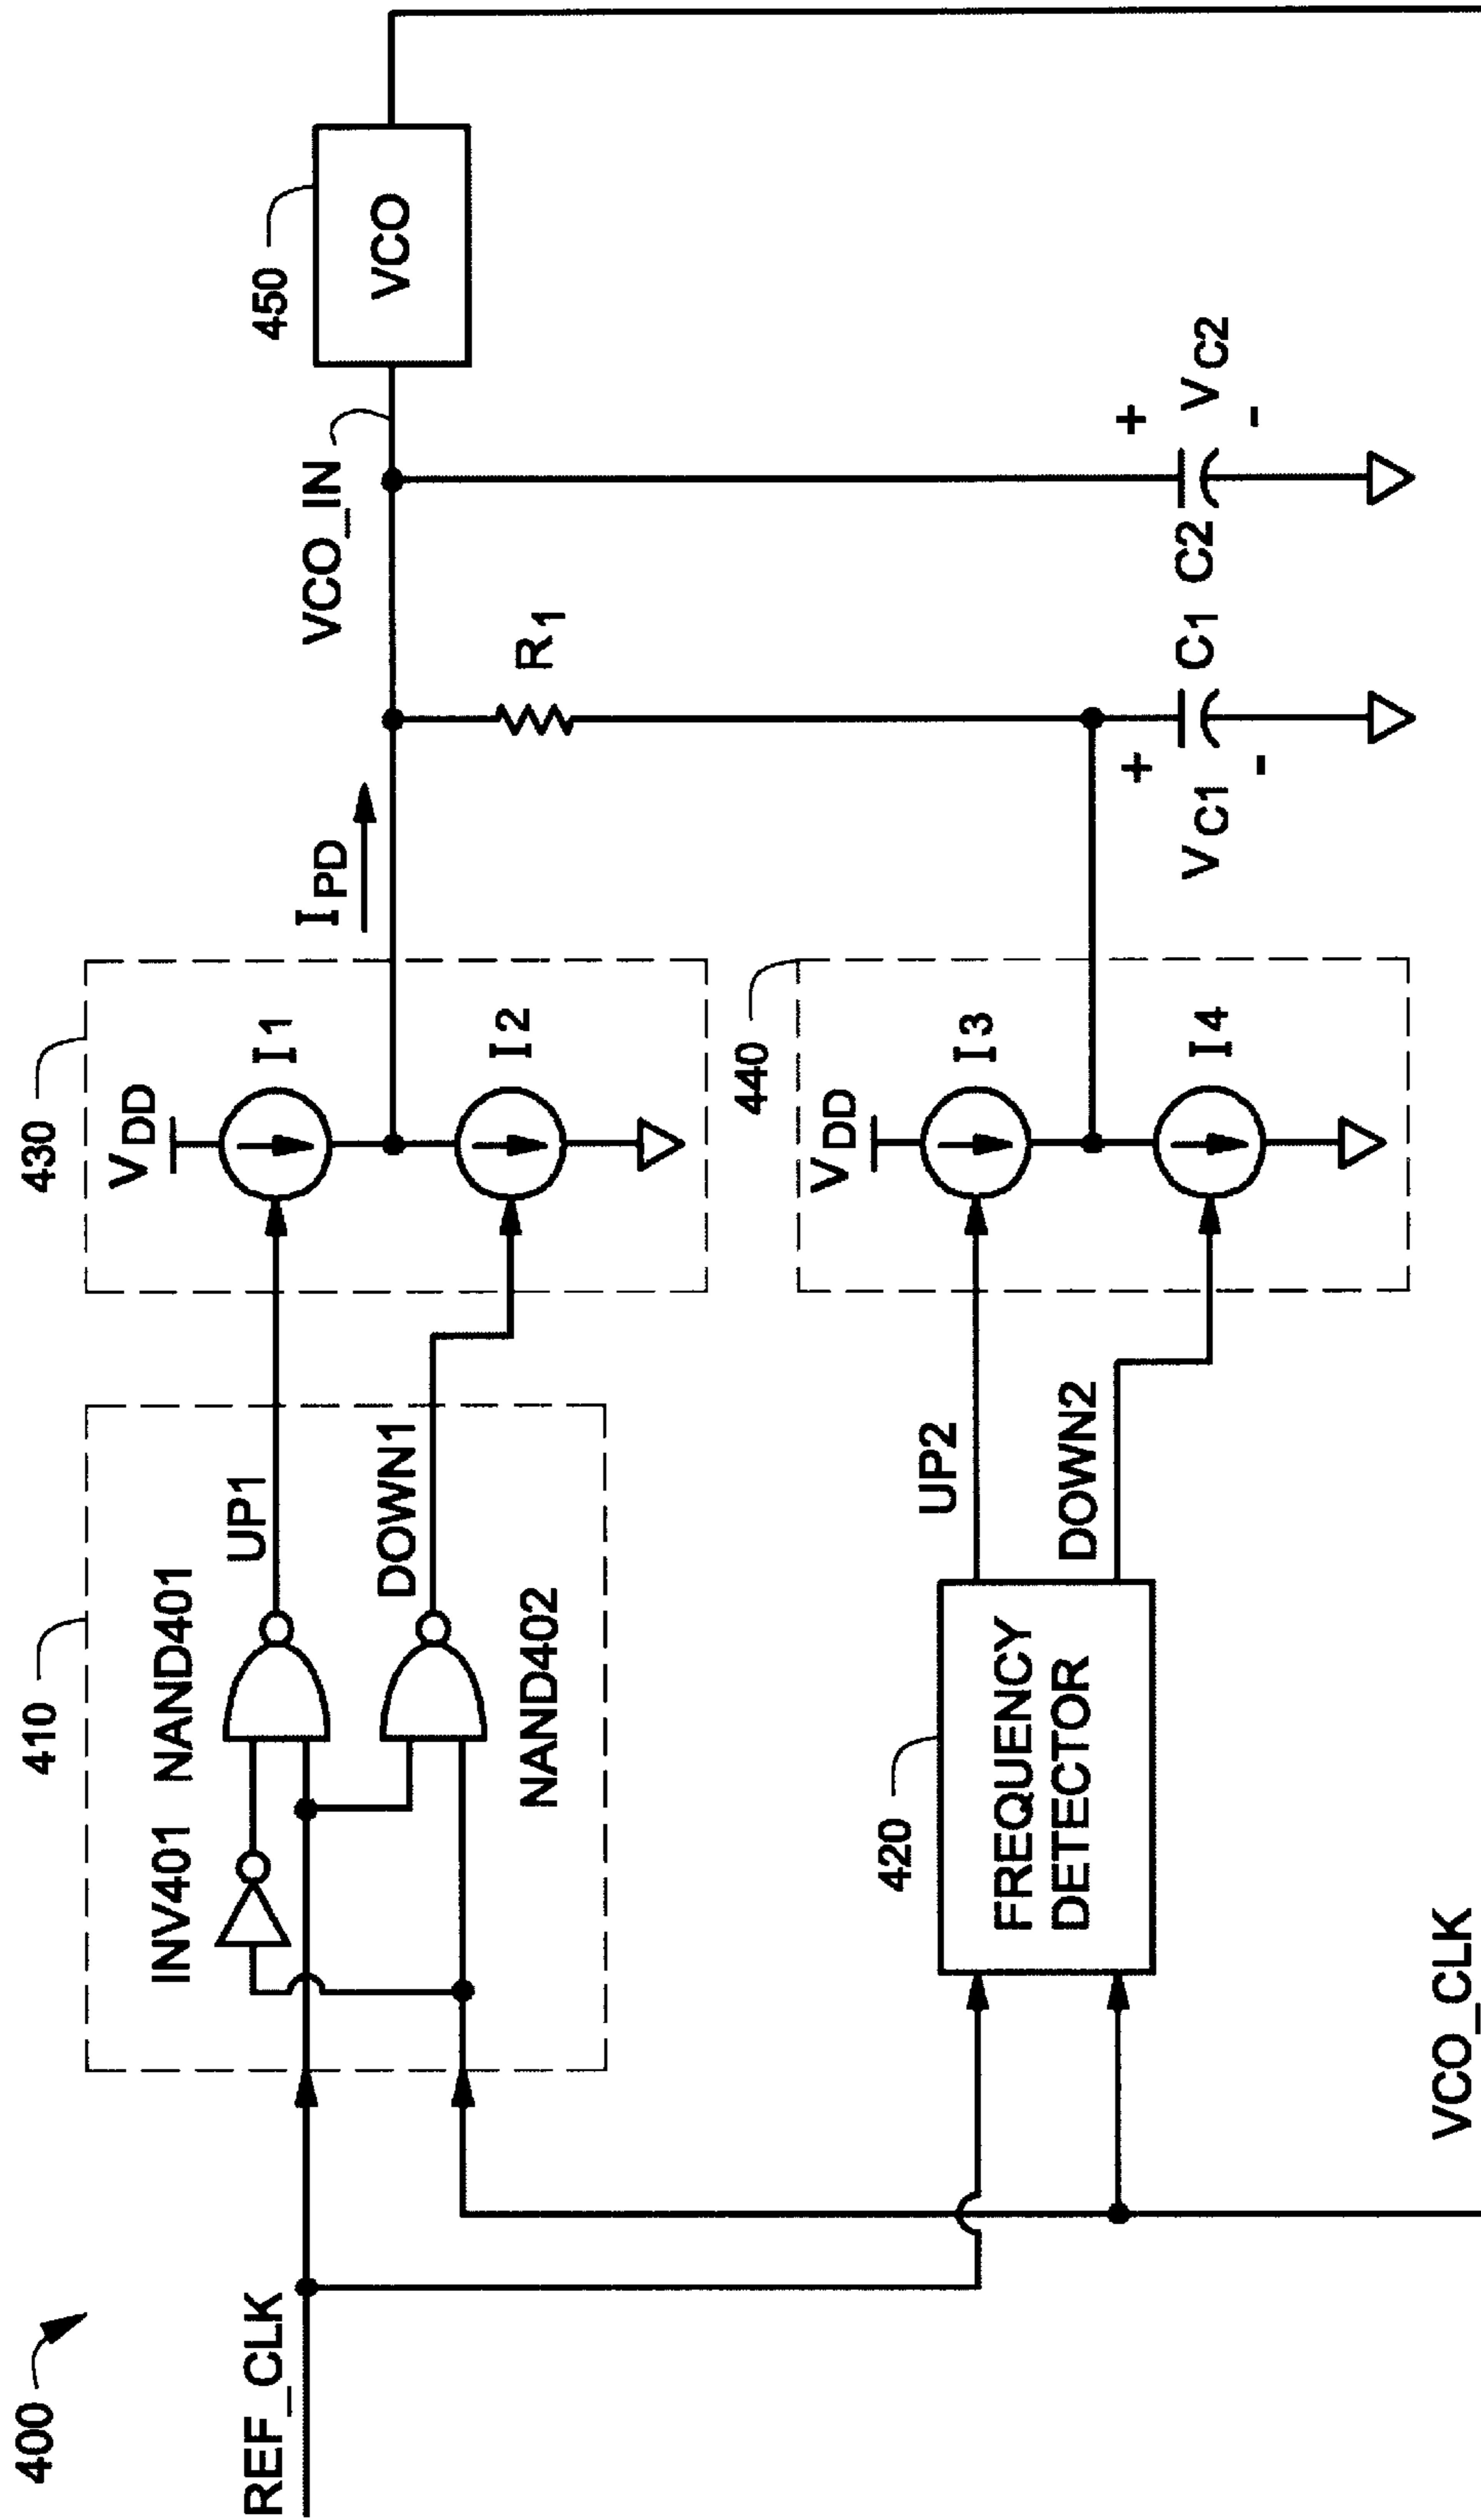 400
REF_CLK
410
INV401 NAND401
UP1
DOWN1
NAND402
430
VDD
I1
I2
IPD
VCO_IN
R1
450
VCO
420
FREQUENCY
DETECTOR
UP2
DOWN2
440
VDD
I3
I4
+
VC1
-
C1
C2
+
VC2
-
VCO_CLK